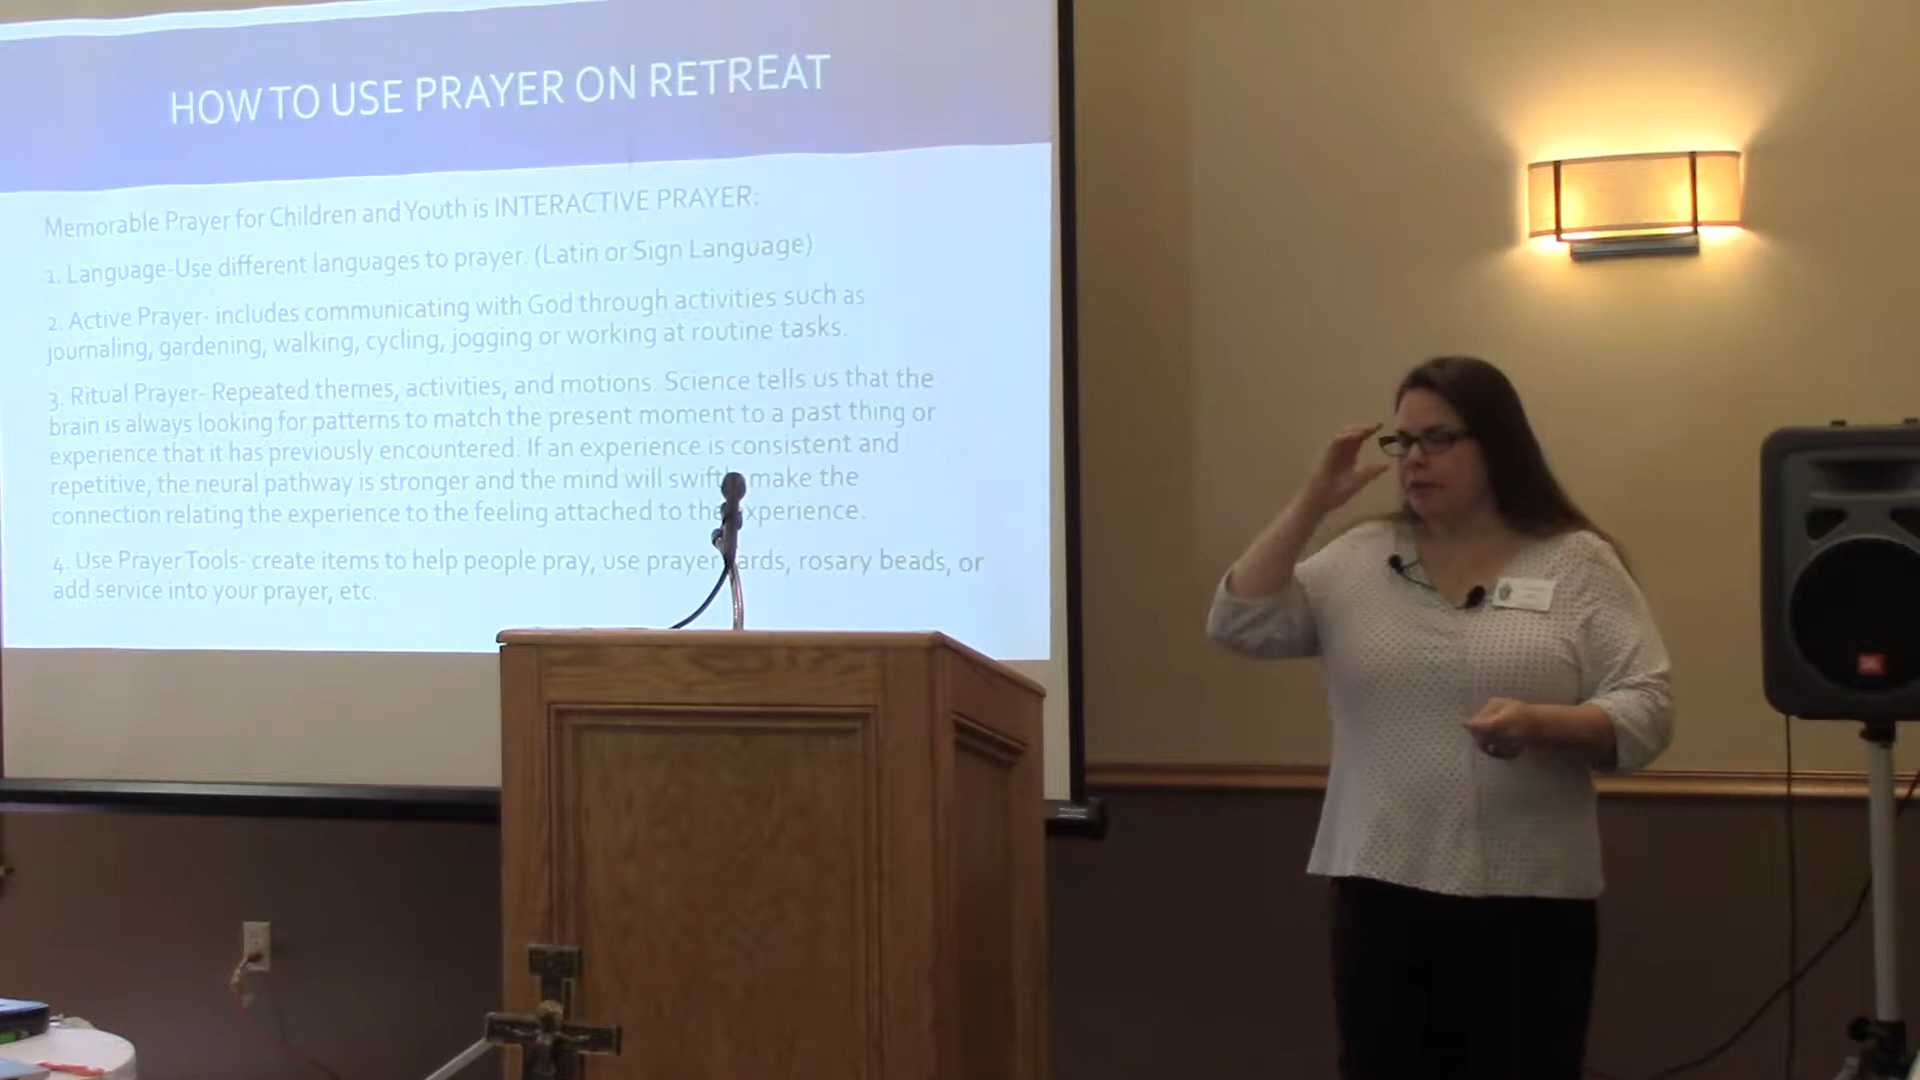 HOW TO USE PRAYER ON RETREAT
Memorable Prayer for Children and Youth is INTERACTIVE PRAYER:
1. Language-Use different languages to prayer. (Latin or Sign Language)
2. Active Prayer- includes communicating with God through activities such as
journaling, gardening, walking, cycling, jogging or working at routine tasks.
3. Ritual Prayer- Repeated themes, activities, and motions. Science tells us that the
brain is always looking for patterns to match the present moment to a past thing or
experience that it has previously encountered. If an experience is consistent and
repetitive, the neural pathway is stronger and the mind will swiftly make the
connection relating the experience to the feeling attached to the experience.
4. Use Prayer Tools- create items to help people pray, use prayer cards, rosary beads, or
add service into your prayer, etc.
JBL